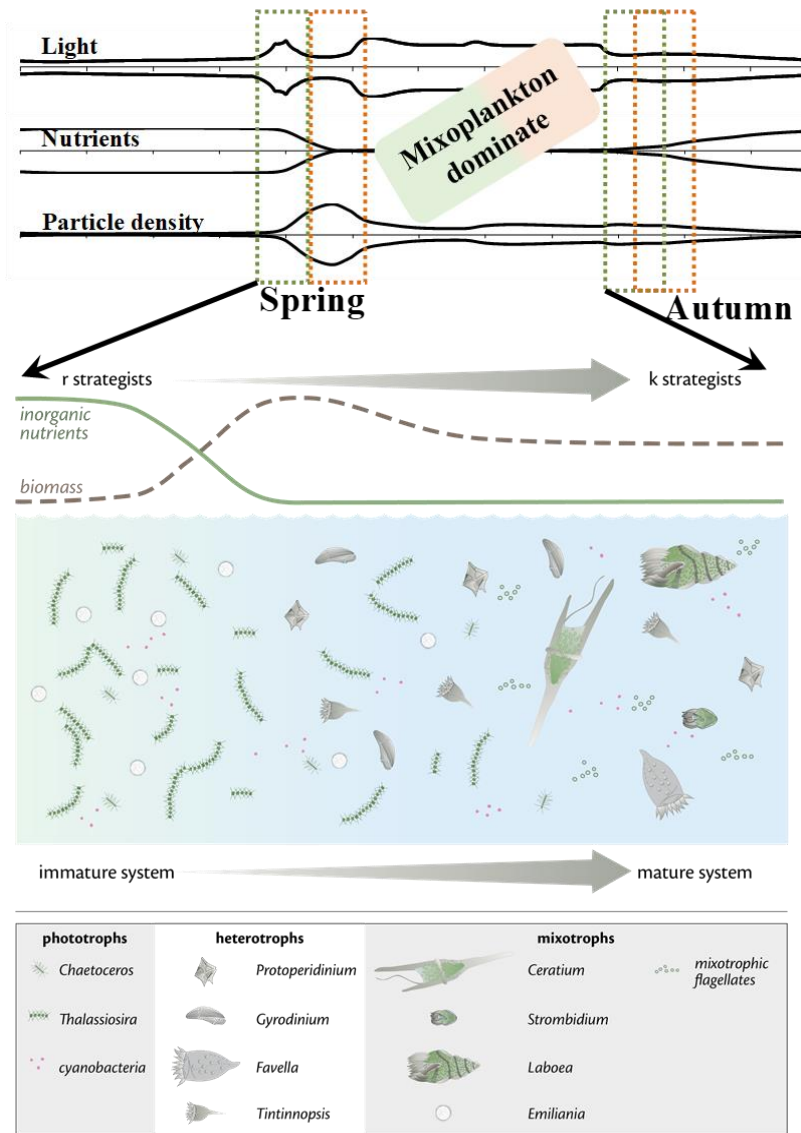 Light
Nutrients
Mixoplankton
dominate
Particle density
Spring
Autumn
r strategists
k strategists
inorganic
nutrients
biomass
immature system
mature system
phototrophs
heterotrophs
mixotrophs
Chaetoceros
Protoperidinium
Ceratium
mixotrophic
flagellates
Thalassiosira
Gyrodinium
Strombidium
cyanobacteria
Favella
Laboea
Tintinnopsis
Emiliania